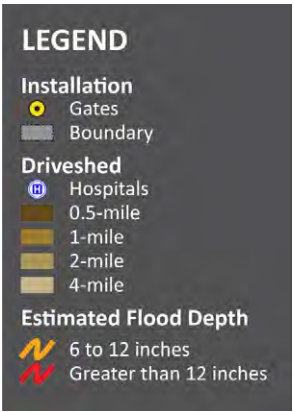 LEGEND
Installation
Gates
Boundary
Driveshed
H Hospitals
0.5-mile
1-mile
2-mile
4-mile
Estimated Flood Depth
6 to 12 inches
Greater than 12 inches